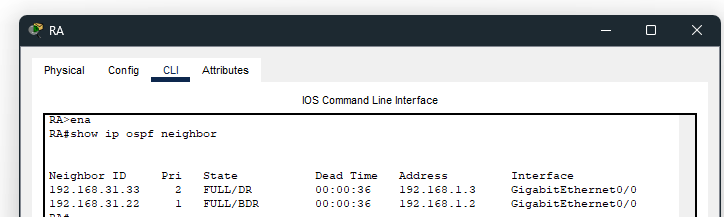 RA
Physical Config CLI Attributes
IOS Command Line Interface
RA>ena
RA#show ip ospf neighbor
Neighbor ID Pri State Dead Time Address Interface
192.168.31.33 2 FULL/DR 00:00:36 192.168.1.3 GigabitEthernet0/0
192.168.31.22 1 FULL/BDR 00:00:36 192.168.1.2 GigabitEthernet0/0
RA#